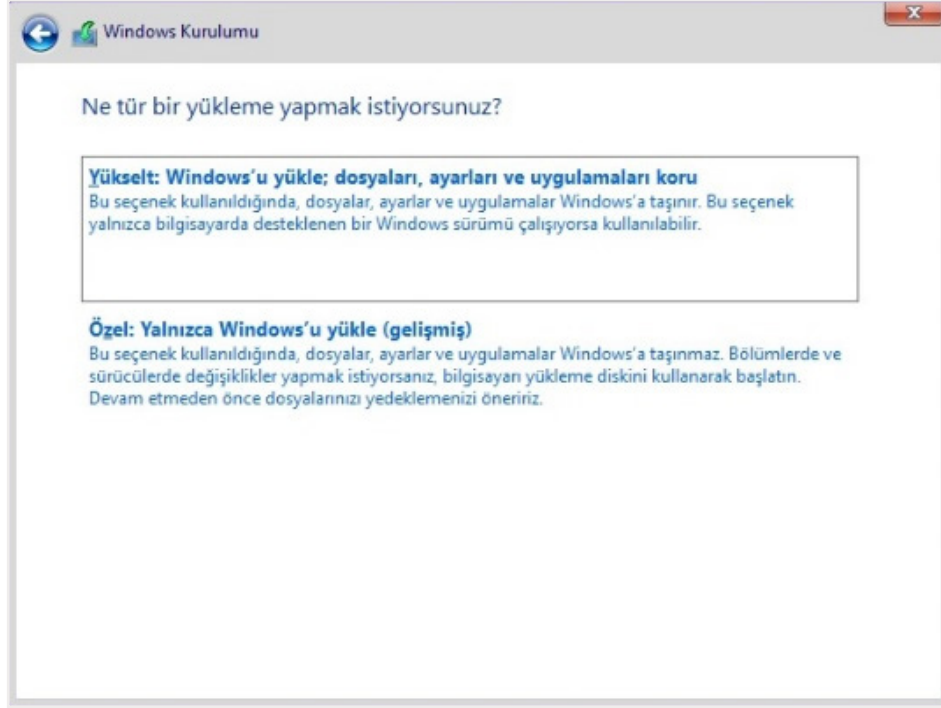 Windows Kurulumu
Ne tür bir yükleme yapmak istiyorsunuz?
Yükselt: Windows'u yükle; dosyaları, ayarları ve uygulamaları koru
Bu seçenek kullanıldığında, dosyalar, ayarlar ve uygulamalar Windows'a taşınır. Bu seçenek
yalnızca bilgisayarda desteklenen bir Windows sürümü çalışıyorsa kullanılabilir.
Özel: Yalnızca Windows'u yükle (gelişmiş)
Bu seçenek kullanıldığında, dosyalar, ayarlar ve uygulamalar Windows'a taşınmaz. Bölümlerde ve
sürücülerde değişiklikler yapmak istiyorsanız, bilgisayarı yükleme diskini kullanarak başlatın.
Devam etmeden önce dosyalarınızı yedeklemenizi öneririz.